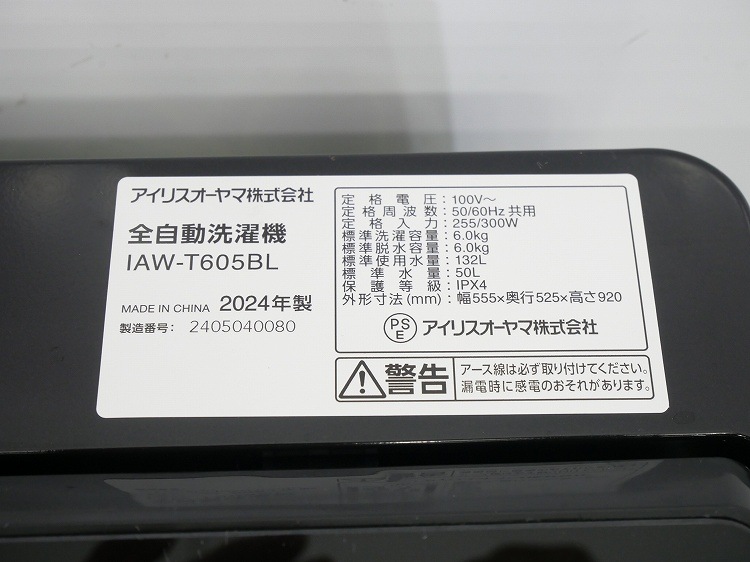 アイリスオーヤマ株式会社
全自動洗濯機
IAW-T605BL
MADE IN CHINA 2024年製
製造番号: 2405040080
定格電圧:100V～
定格周波数:50/60Hz共用
定格入力:255/300W
標準洗濯容量:6.0kg
標準脱水容量:6.0kg
標準使用水量:132L
標準水量:50L
保護等級:IPX4
外形寸法(mm):幅555×奥行525×高さ920
PSE アイリスオーヤマ株式会社
警告
アース線は必ず取り付けてください。
漏電時に感電のおそれがあります。